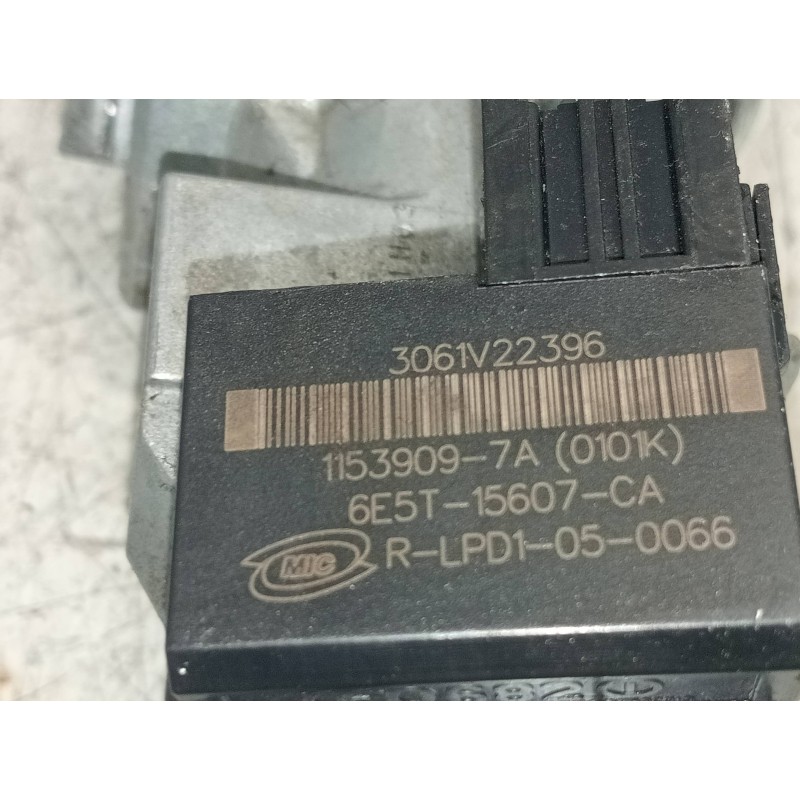 3061V22396
1153909-7A (0101K)
6E5T-15607-CA
MIC R-LPD1-05-0066